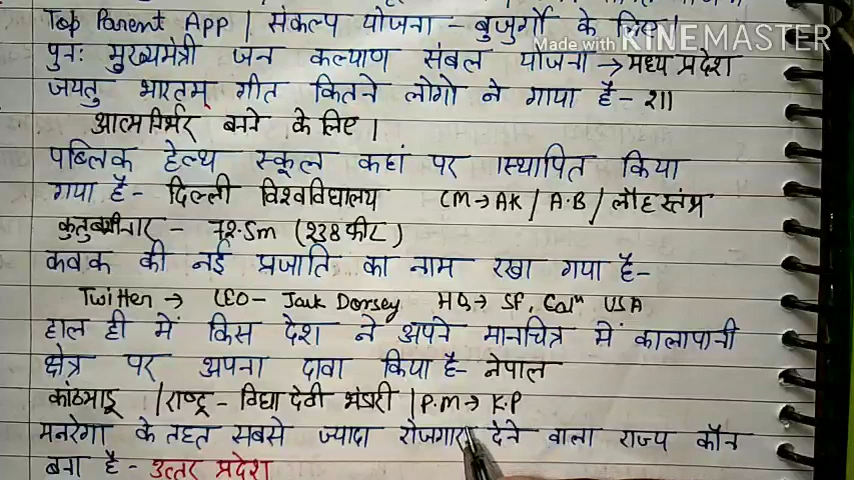 Top Parent App | संकल्प योजना - बुजुर्गो के लिए |
Made with KINEMASTER
पुनः मुख्यमंत्री जन कल्याण संबल योजना → मध्य प्रदेश
जयतु भारतम् गीत कितने लोगो ने गाया है - 211
आत्मनिर्भर बनने के लिए |
पब्लिक हेल्थ स्कूल कहां पर स्थापित किया
गया है - दिल्ली विश्वविद्यालय CM → AK / A.B / लौह स्तंभ
कुतुबमीनार - 72.5m (238 फीट)
कवक की नई प्रजाति का नाम रखा गया है -
Twitter → CEO - Jack Dorsey HQ → SF, Calⁿ USA
हाल ही में किस देश ने अपने मानचित्र में कालापानी
क्षेत्र पर अपना दावा किया है - नेपाल
काठमांडू / राष्ट्र - विद्या देवी भंडारी | P.M → K.P
मनरेगा के तहत सबसे ज्यादा रोजगार देने वाला राज्य कौन
बना है - उत्तर प्रदेश